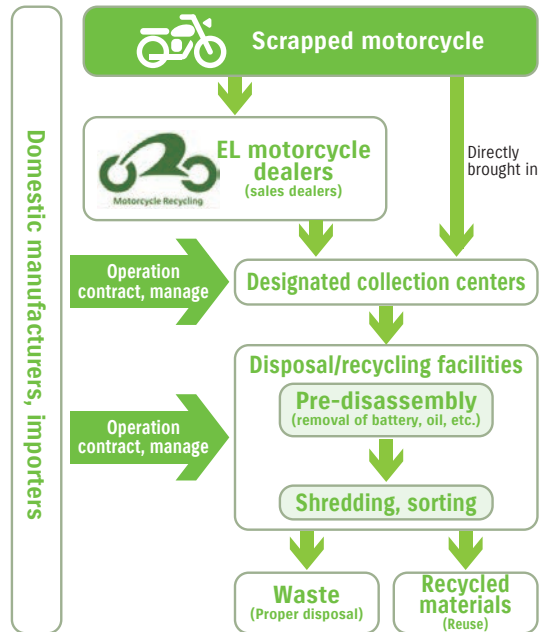 Scrapped motorcycle
Domestic manufacturers, importers
EL motorcycle
dealers
(sales dealers)
Motorcycle Recycling
Directly
brought in
Operation
contract, manage
Designated collection centers
Disposal/recycling facilities
Pre-disassembly
(removal of battery, oil, etc.)
Operation
contract, manage
Shredding, sorting
Waste
(Proper disposal)
Recycled
materials
(Reuse)